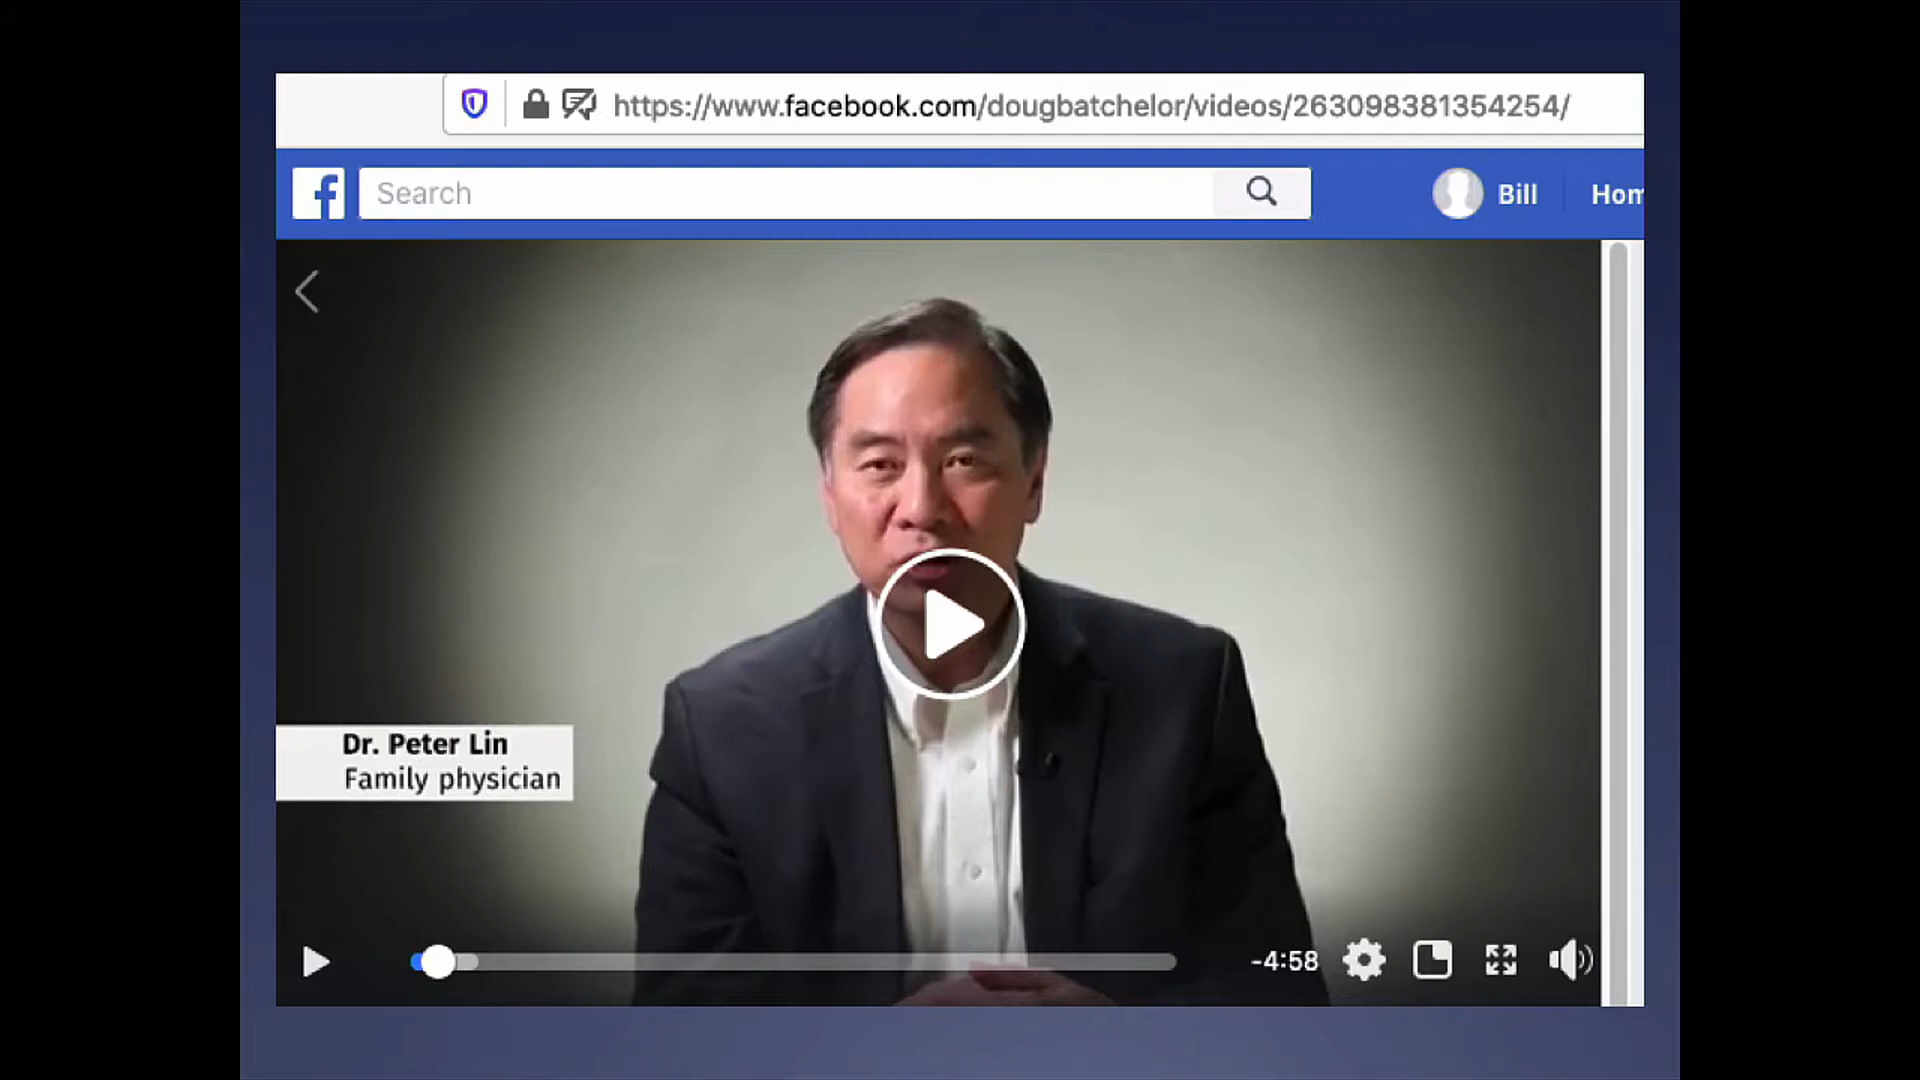 https://www.facebook.com/dougbatchelor/videos/263098381354254/
f Search Bill Hom
Dr. Peter Lin
Family physician
-4:58